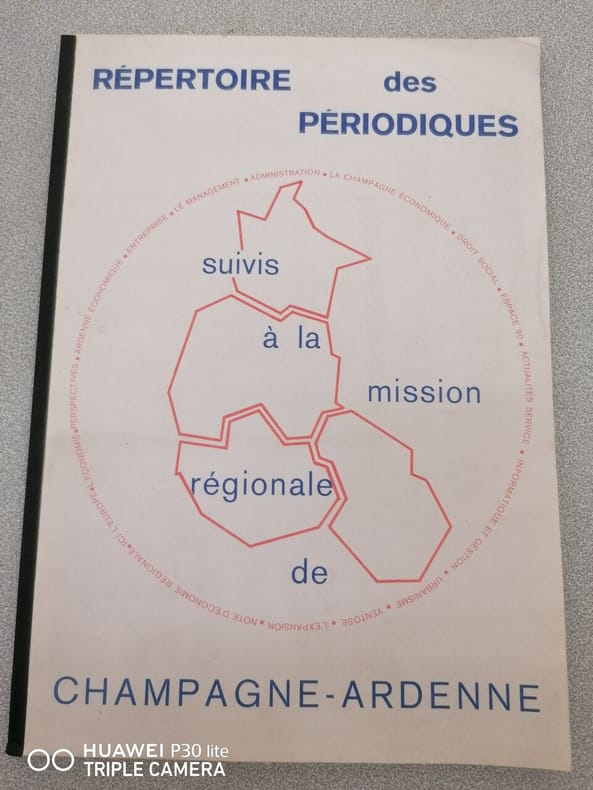 RÉPERTOIRE des
PÉRIODIQUES
suivis
à la
mission
régionale
de
CHAMPAGNE-ARDENNE
ADMINISTRATION ★ LA CHAMPAGNE ÉCONOMIQUE ★ DROIT SOCIAL ★ ESPACE 90 ★ ACTUALITÉS SERVICE ★ INFORMATIQUE ET GESTION ★ URBANISME ★ VENTOSE ★ L'EXPANSION ★ NOTE D'ÉCONOMIE RÉGIONALE ★ ICI L'EUROPE ★ L'ÉCONOMIE ★ PERSPECTIVES ★ ARDENNE ÉCONOMIQUE ★ ENTREPRISE ★ LE MANAGEMENT ★
HUAWEI P30 lite
TRIPLE CAMERA